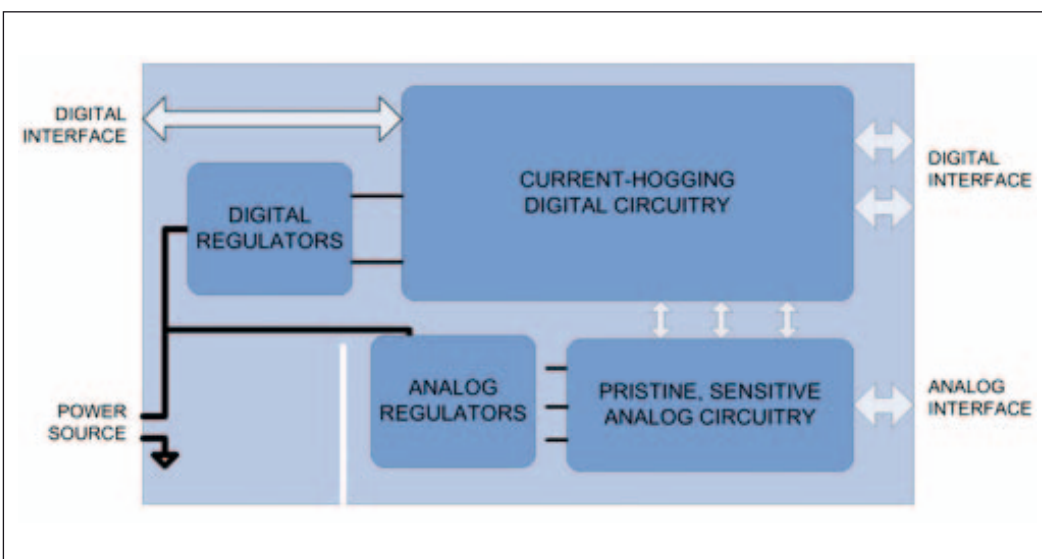 DIGITAL
INTERFACE
CURRENT-HOGGING
DIGITAL CIRCUITRY
DIGITAL
INTERFACE
DIGITAL
REGULATORS
ANALOG
REGULATORS
PRISTINE, SENSITIVE
ANALOG CIRCUITRY
ANALOG
INTERFACE
POWER
SOURCE